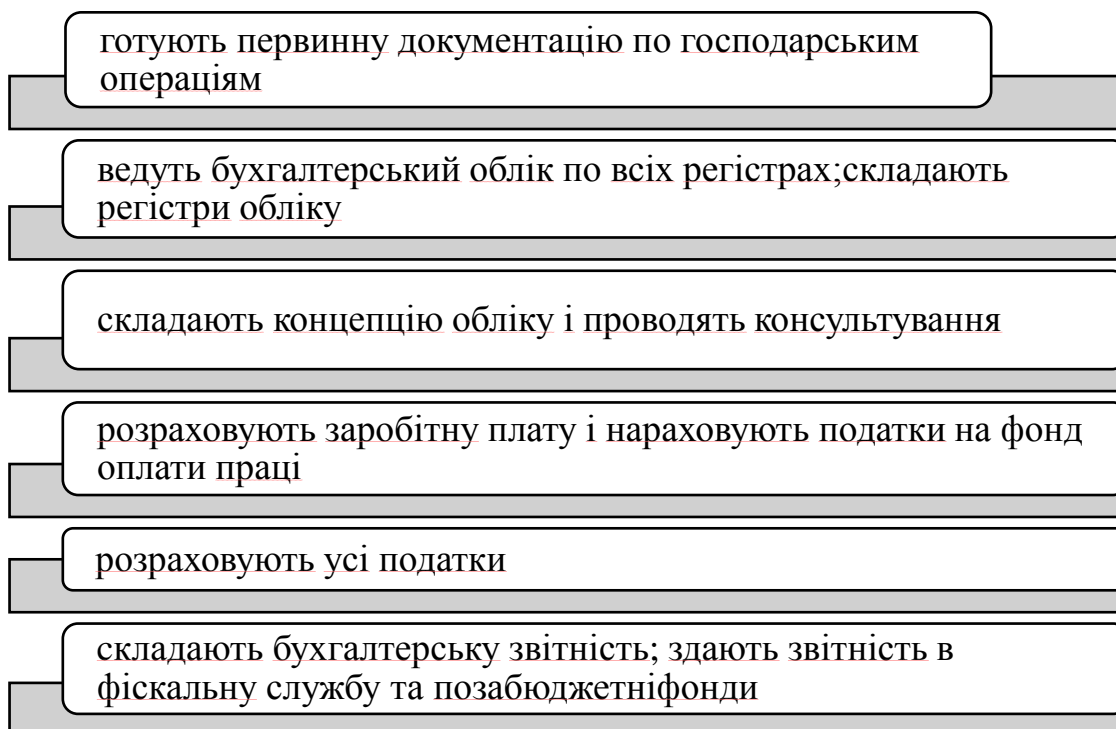 готують первинну документацію по господарським
операціям
ведуть бухгалтерський облік по всіх регістрах;складають
регістри обліку
складають концепцію обліку і проводять консультування
розраховують заробітну плату і нараховують податки на фонд
оплати праці
розраховують усі податки
складають бухгалтерську звітність; здають звітність в
фіскальну службу та позабюджетніфонди